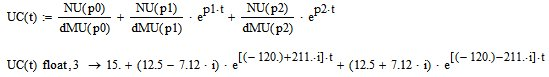 UC(t) := NU(p0)/dMU(p0) + NU(p1)/dMU(p1) · e^(p1·t) + NU(p2)/dMU(p2) · e^(p2·t)
UC(t) float, 3 → 15. + (12.5 − 7.12 · i) · e^([(− 120.)+211.·i]·t) + (12.5 + 7.12 · i) · e^([(− 120.)−211.·i]·t)